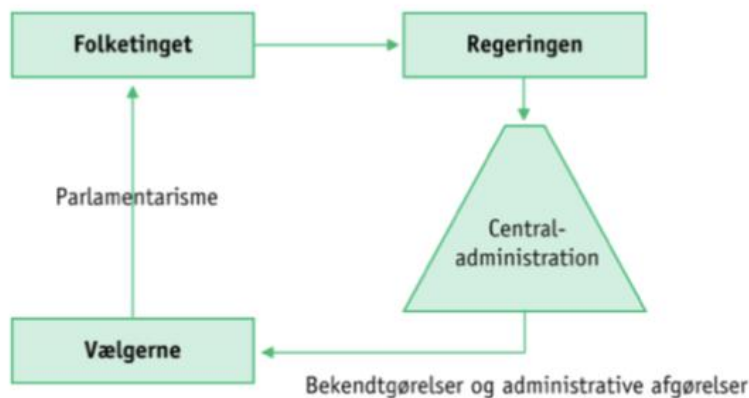 Folketinget
Regeringen
Parlamentarisme
Central-
administration
Vælgerne
Bekendtgørelser og administrative afgørelser